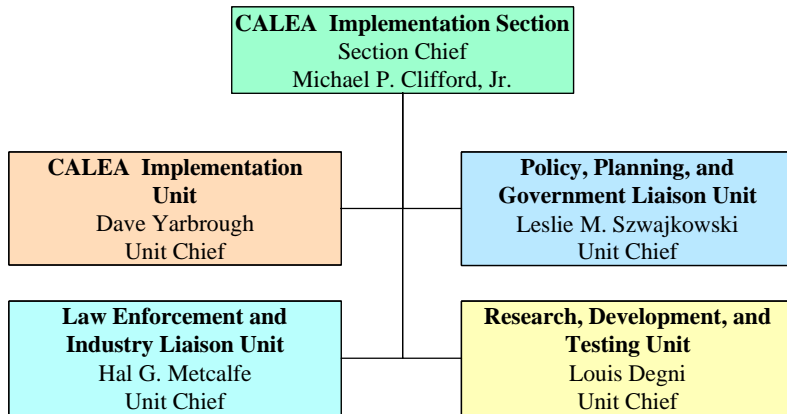 CALEA Implementation Section
Section Chief
Michael P. Clifford, Jr.
CALEA Implementation
Unit
Dave Yarbrough
Unit Chief
Policy, Planning, and
Government Liaison Unit
Leslie M. Szwajkowski
Unit Chief
Law Enforcement and
Industry Liaison Unit
Hal G. Metcalfe
Unit Chief
Research, Development, and
Testing Unit
Louis Degni
Unit Chief